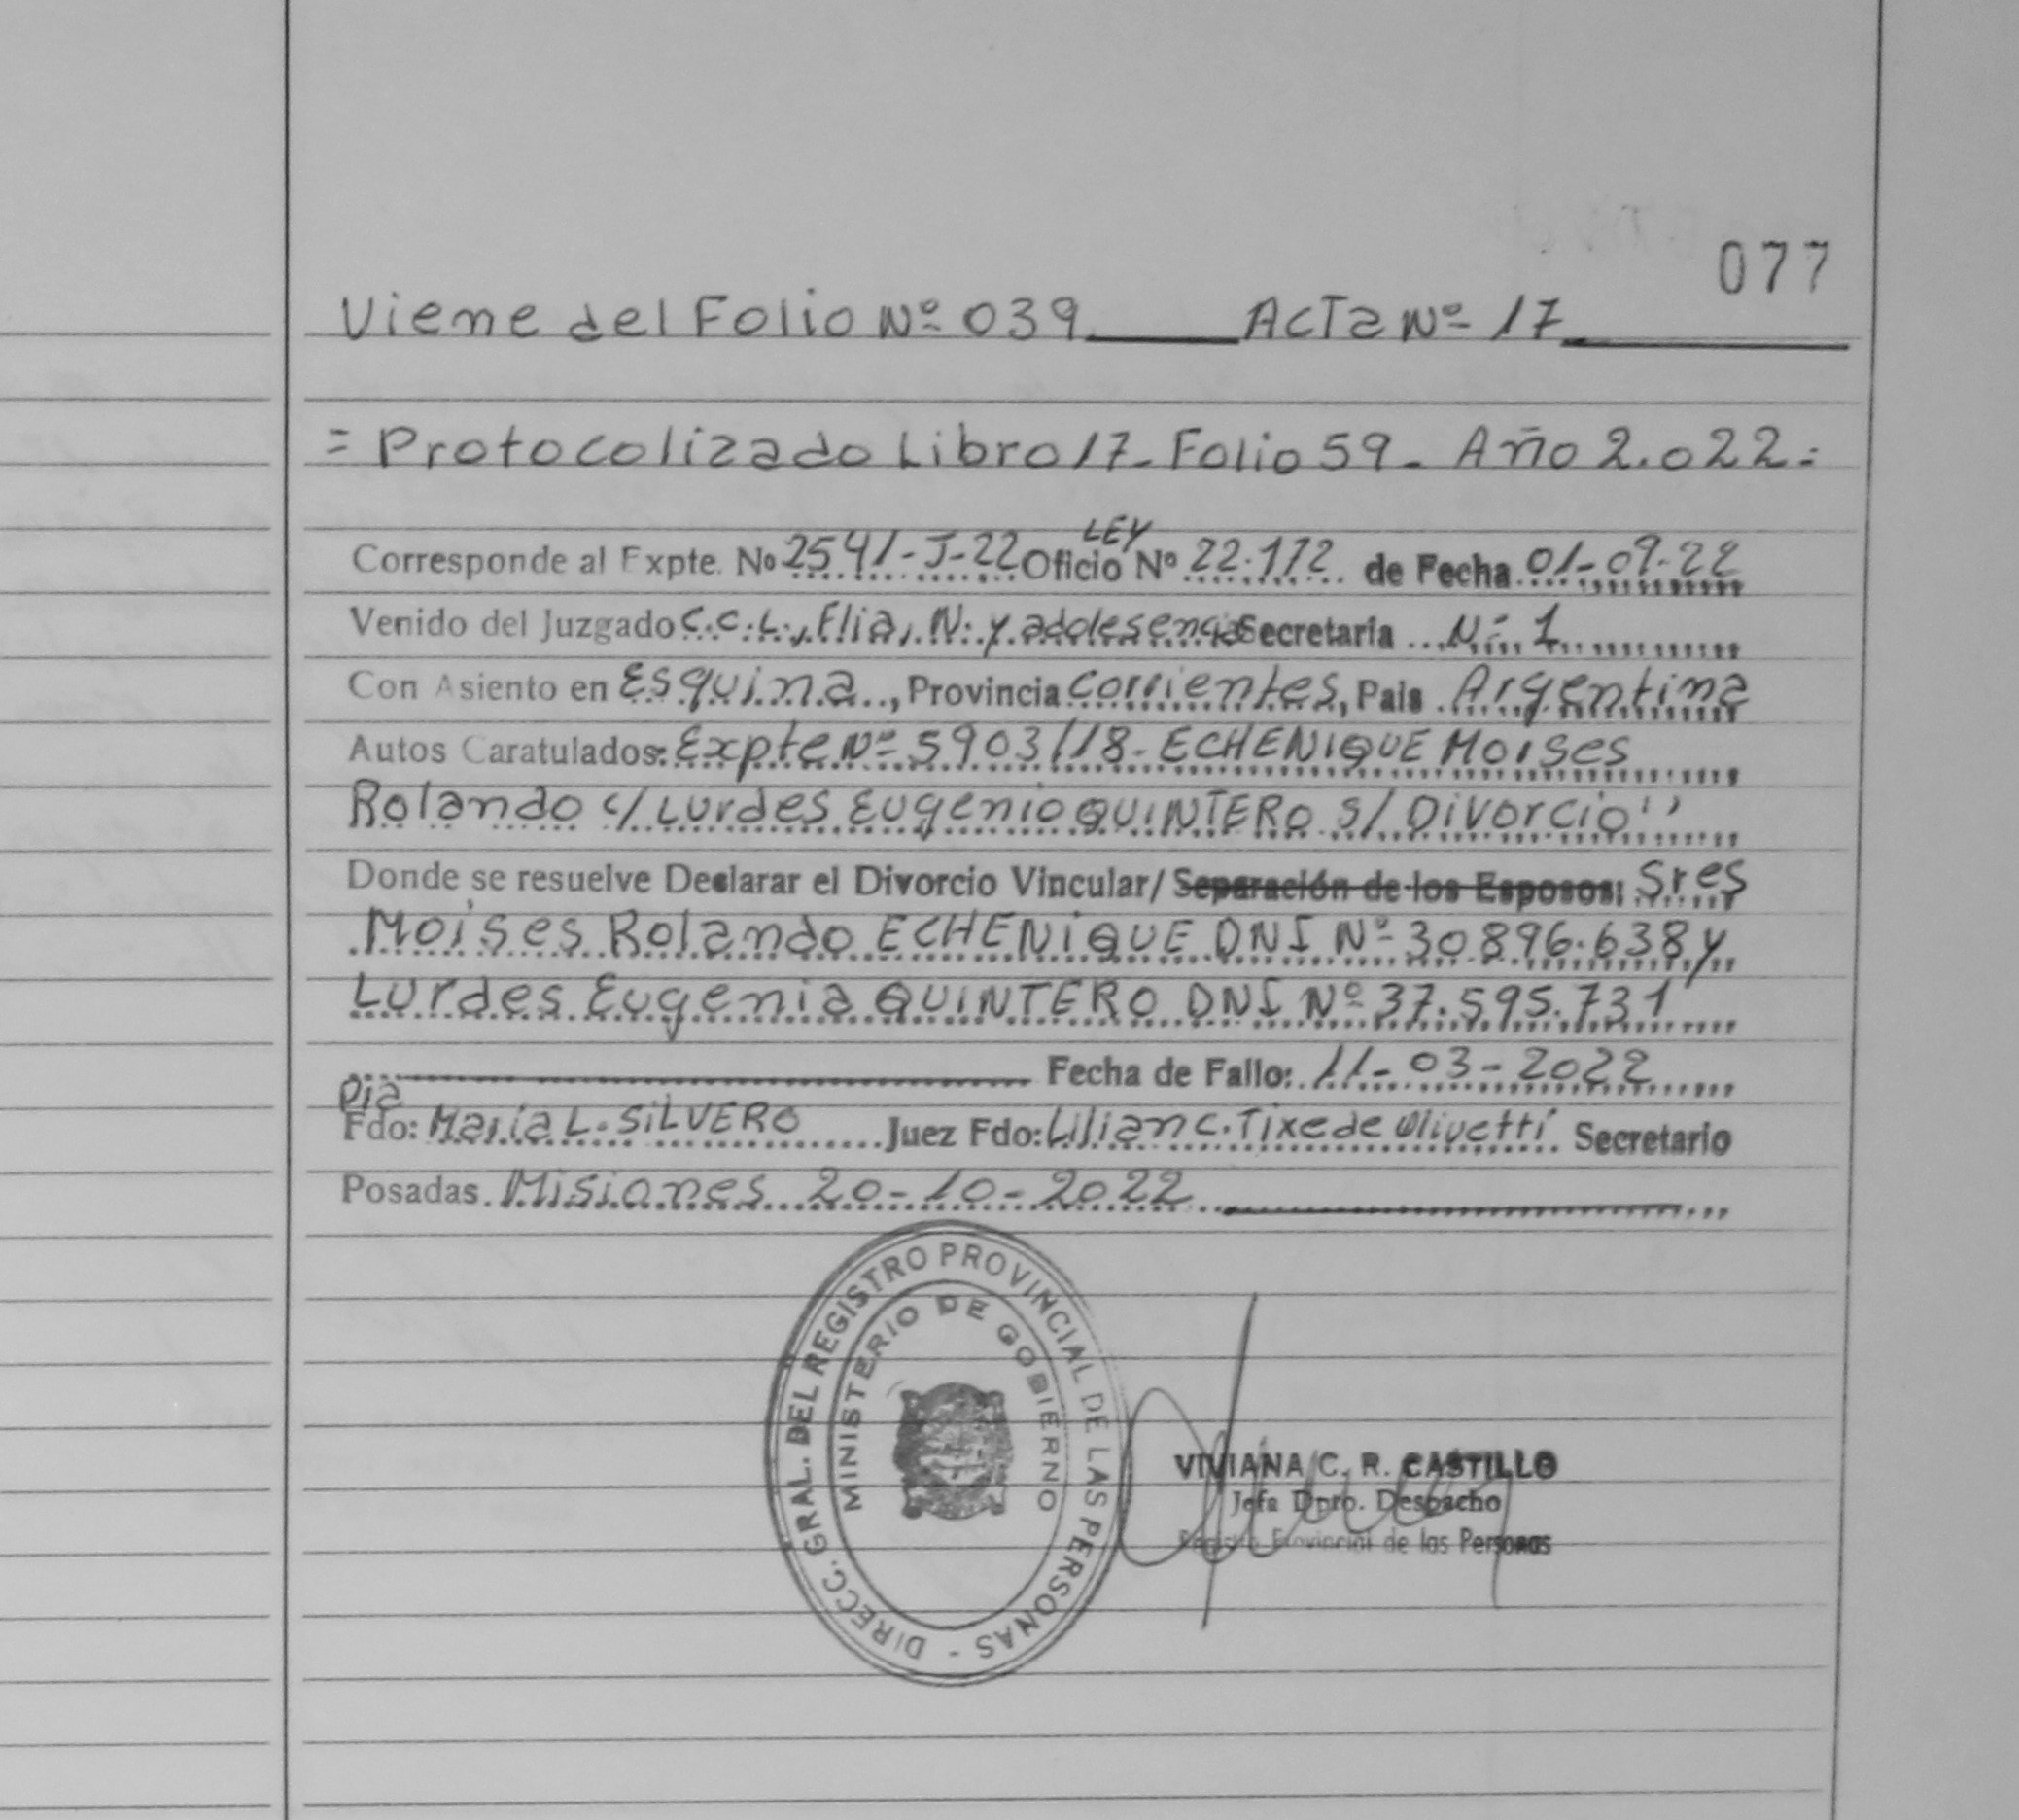 077
Viene del Folio Nº 039 Acta Nº 17
= Protocolizado Libro 17- Folio 59- Año 2.022=
LEY
Corresponde al Expte. Nº 2541-J-22 Oficio Nº 22.172 de Fecha 01-09-22
Venido del Juzgado C.C.L., Flia, N. y adolesencia Secretaria Nº 1
Con Asiento en Esquina, Provincia Corrientes, Pais Argentina
Autos Caratulados: Expte Nº 5903/18- ECHENIQUE Moises
Rolando c/ Lurdes Eugenio QUINTERO s/ Divorcio"
Donde se resuelve Declarar el Divorcio Vincular/ Separación de los Esposos: Sres
Moises Rolando ECHENIQUE DNI Nº 30.896.638 y
Lurdes Eugenia QUINTERO DNI Nº 37.595.731
Fecha de Fallo: 11-03-2022
Dra
Fdo: Maria L. SILVERO Juez Fdo: Lilian C. Tixe de Olivetti Secretario
Posadas Misiones 20-10-2022
DIRECC. GRAL. DEL REGISTRO PROVINCIAL DE LAS PERSONAS -
MINISTERIO DE GOBIERNO
VIVIANA C. R. CASTILLO
Jefa Dpto. Despacho
Registro Provincial de las Personas